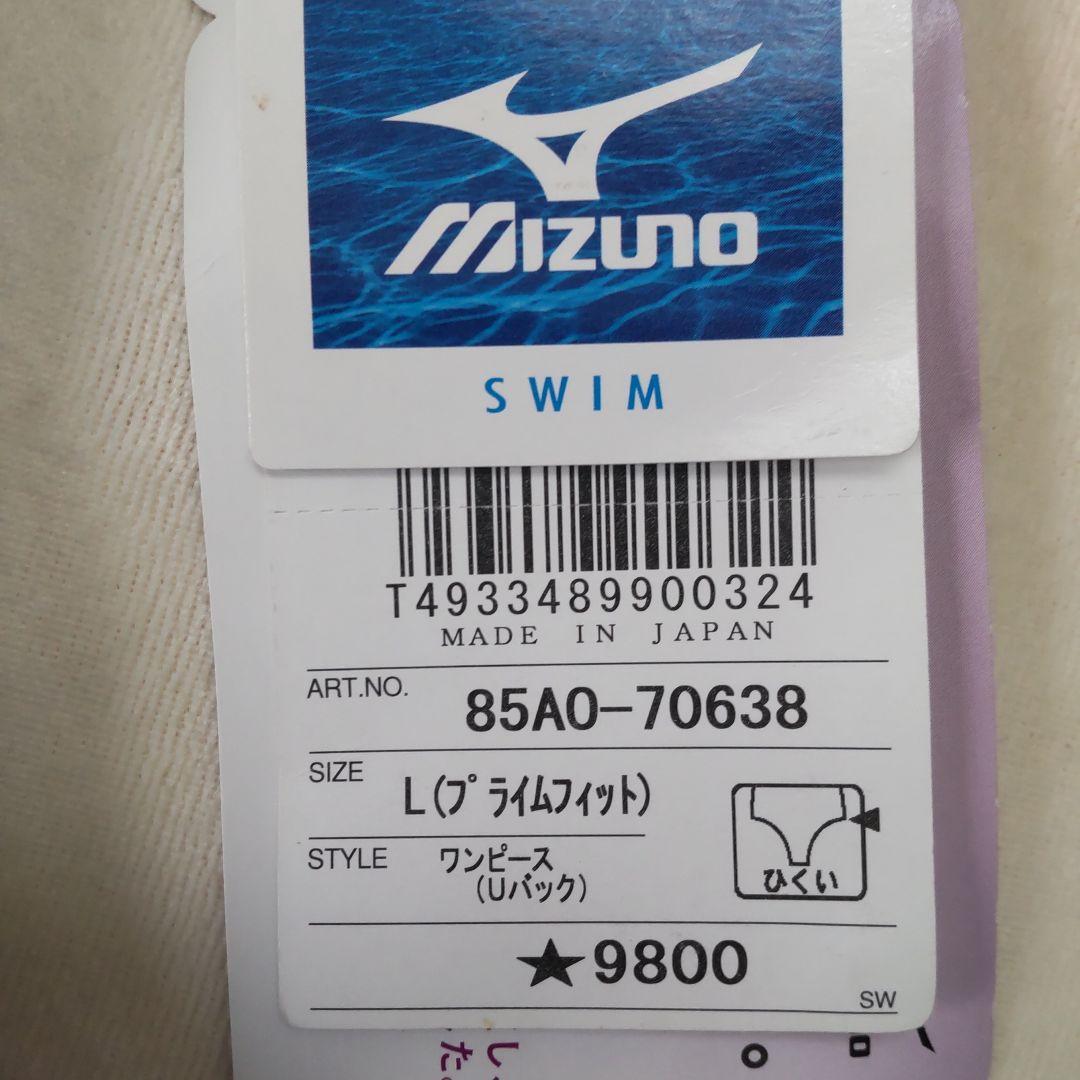 MIZUNO
SWIM
T4933489900324
MADE IN JAPAN
ART.NO.
85AO-70638
SIZE
L(プライムフィット)
STYLE
ワンピース
(Uバック)
ひくい
★9800
SW